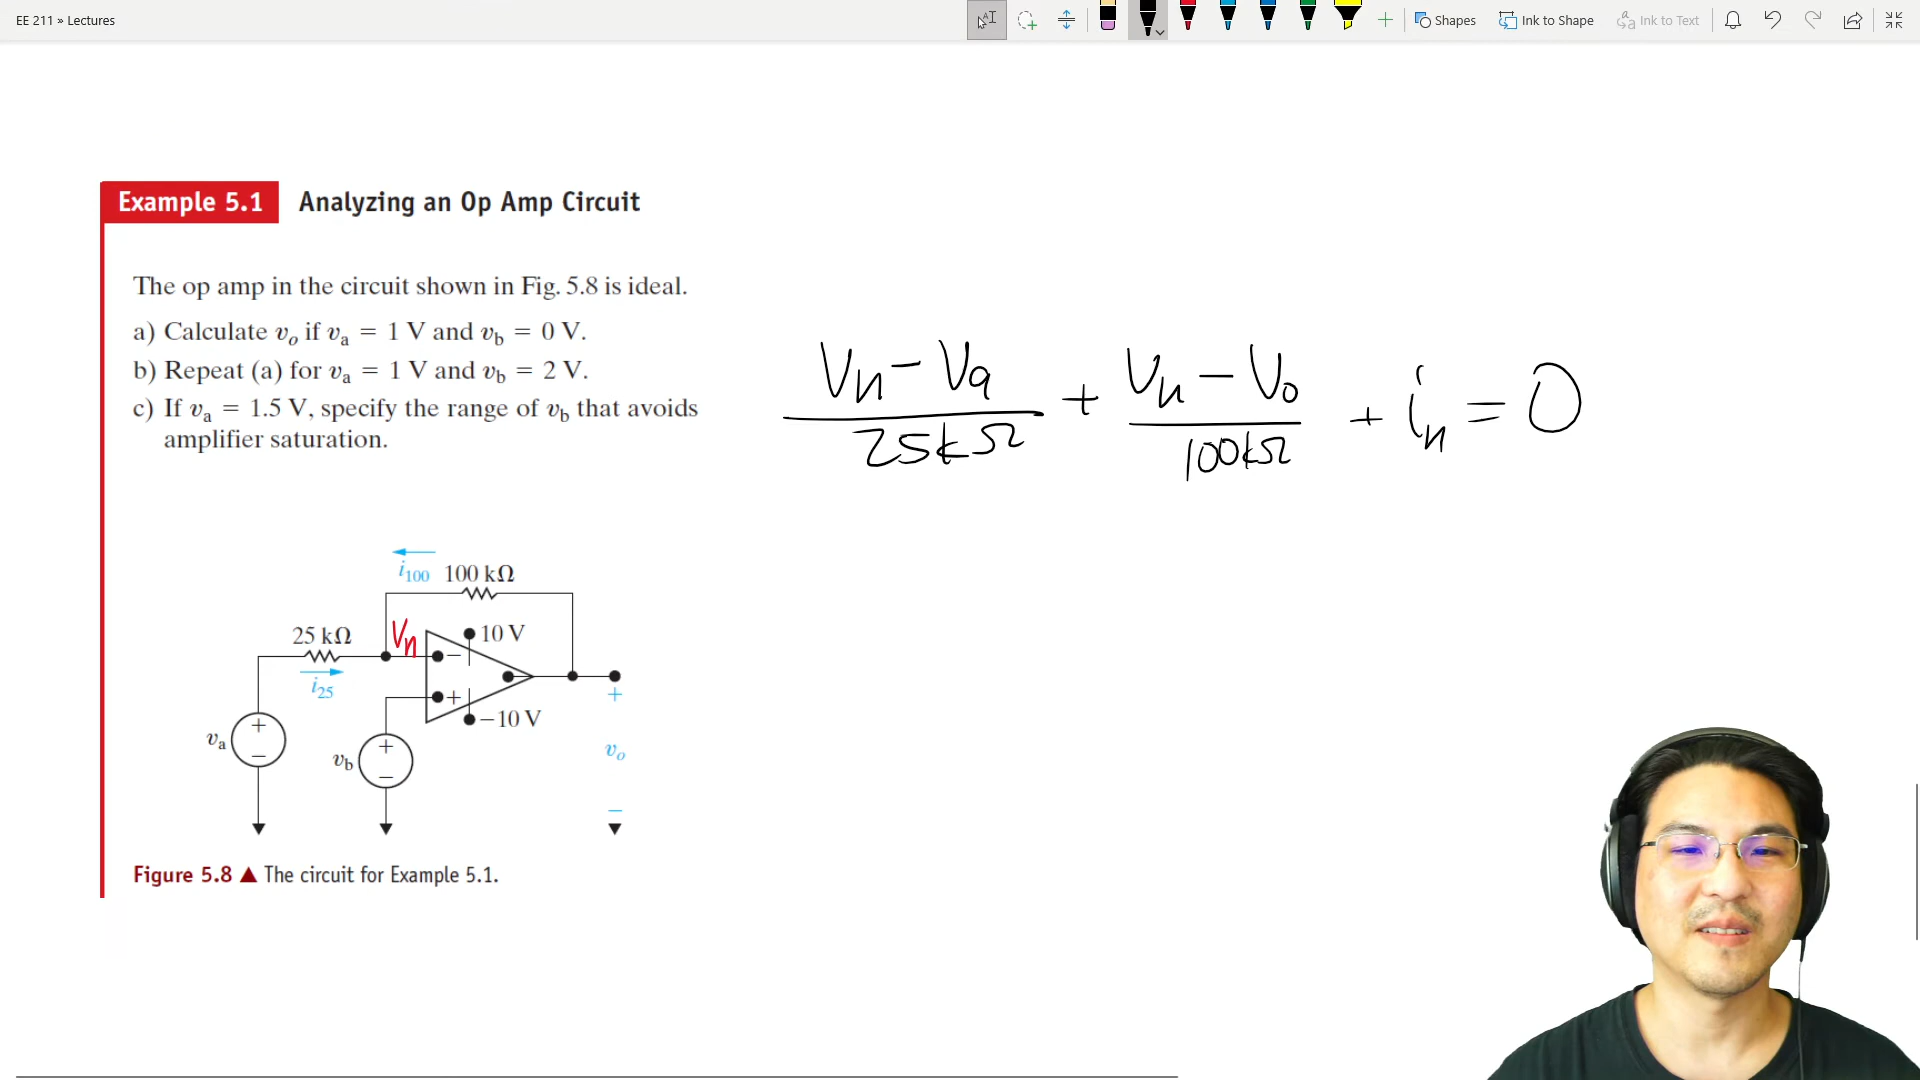 EE 211 » Lectures
Shapes
Ink to Shape
Ink to Text
Example 5.1 Analyzing an Op Amp Circuit
The op amp in the circuit shown in Fig. 5.8 is ideal.
a) Calculate vₒ if vₐ = 1 V and v_b = 0 V.
b) Repeat (a) for vₐ = 1 V and v_b = 2 V.
c) If vₐ = 1.5 V, specify the range of v_b that avoids
amplifier saturation.
(Vn − Va)/25kΩ + (Vn − Vo)/100kΩ + in = 0
i100 100 kΩ
25 kΩ
Vn
10 V
−
i25
+
−10 V
+
va
+
−
vb
+
−
vo
−
Figure 5.8 ▲ The circuit for Example 5.1.